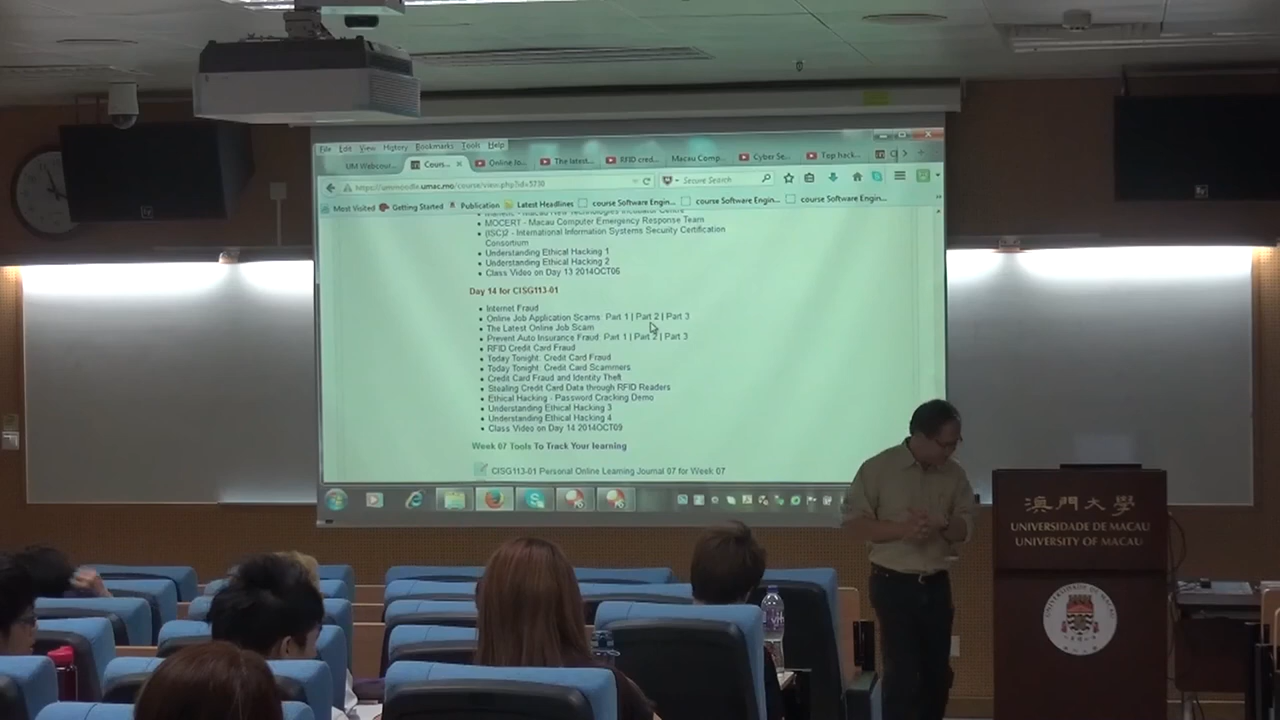 File Edit View History Bookmarks Tools Help
UM Webcou... Cours... Online Jo... The latest... RFID cred... Macau Comp... Cyber Se... Top hack...
https://ummoodle.umac.mo/course/view.php?id=5730 Secure Search
Most Visited Getting Started Publication Latest Headlines course Software Engin... course Software Engin... course Software Engin...
MOCERT - Macau Computer Emergency Response Team
(ISC)2 - International Information Systems Security Certification
Consortium
Understanding Ethical Hacking 1
Understanding Ethical Hacking 2
Class Video on Day 13 2014OCT06
Day 14 for CISG113-01
Internet Fraud
Online Job Application Scams: Part 1 | Part 2 | Part 3
The Latest Online Job Scam
Prevent Auto Insurance Fraud: Part 1 | Part 2 | Part 3
RFID Credit Card Fraud
Today Tonight: Credit Card Fraud
Today Tonight: Credit Card Scammers
Credit Card Fraud and Identity Theft
Stealing Credit Card Data through RFID Readers
Ethical Hacking - Password Cracking Demo
Understanding Ethical Hacking 3
Understanding Ethical Hacking 4
Class Video on Day 14 2014OCT09
Week 07 Tools To Track Your learning
CISG113-01 Personal Online Learning Journal 07 for Week 07
澳門大學
UNIVERSIDADE DE MACAU
UNIVERSITY OF MACAU